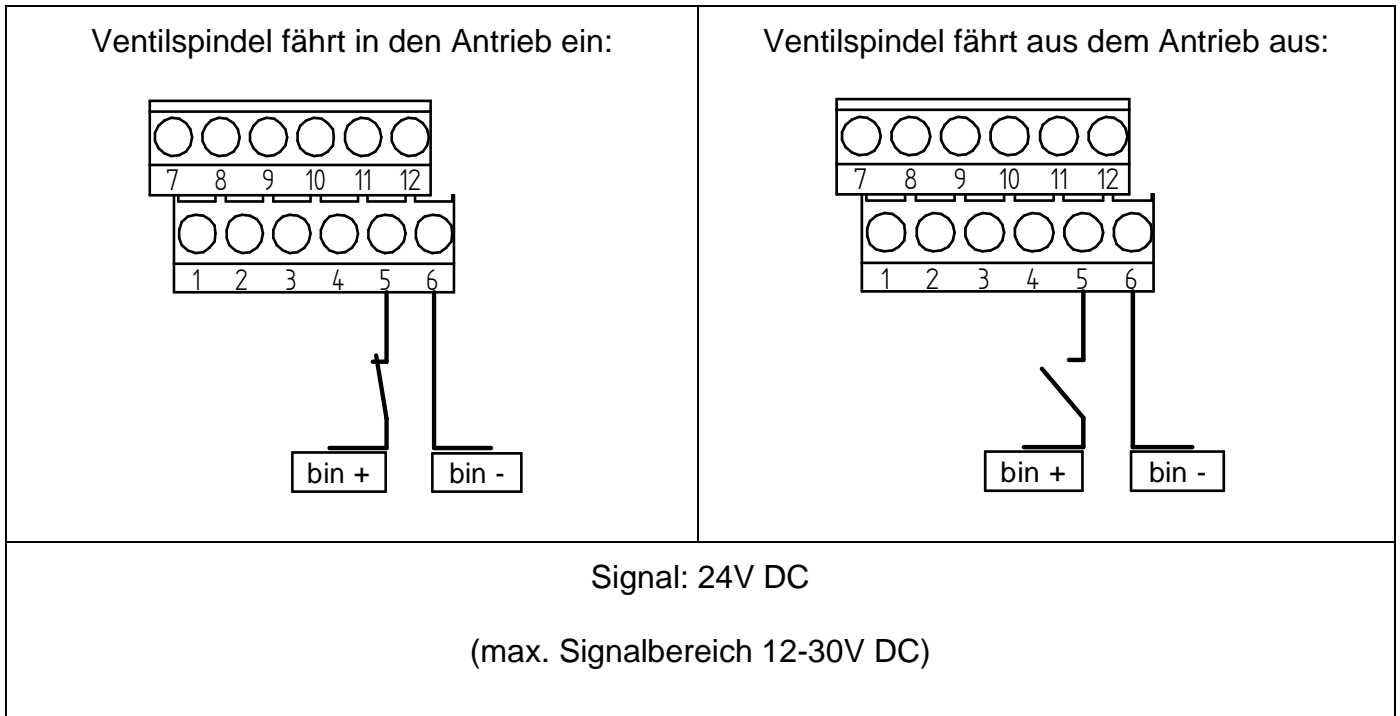 Ventilspindel fährt in den Antrieb ein:
7 8 9 10 11 12
1 2 3 4 5 6
bin + bin -
Ventilspindel fährt aus dem Antrieb aus:
7 8 9 10 11 12
1 2 3 4 5 6
bin + bin -
Signal: 24V DC
(max. Signalbereich 12-30V DC)